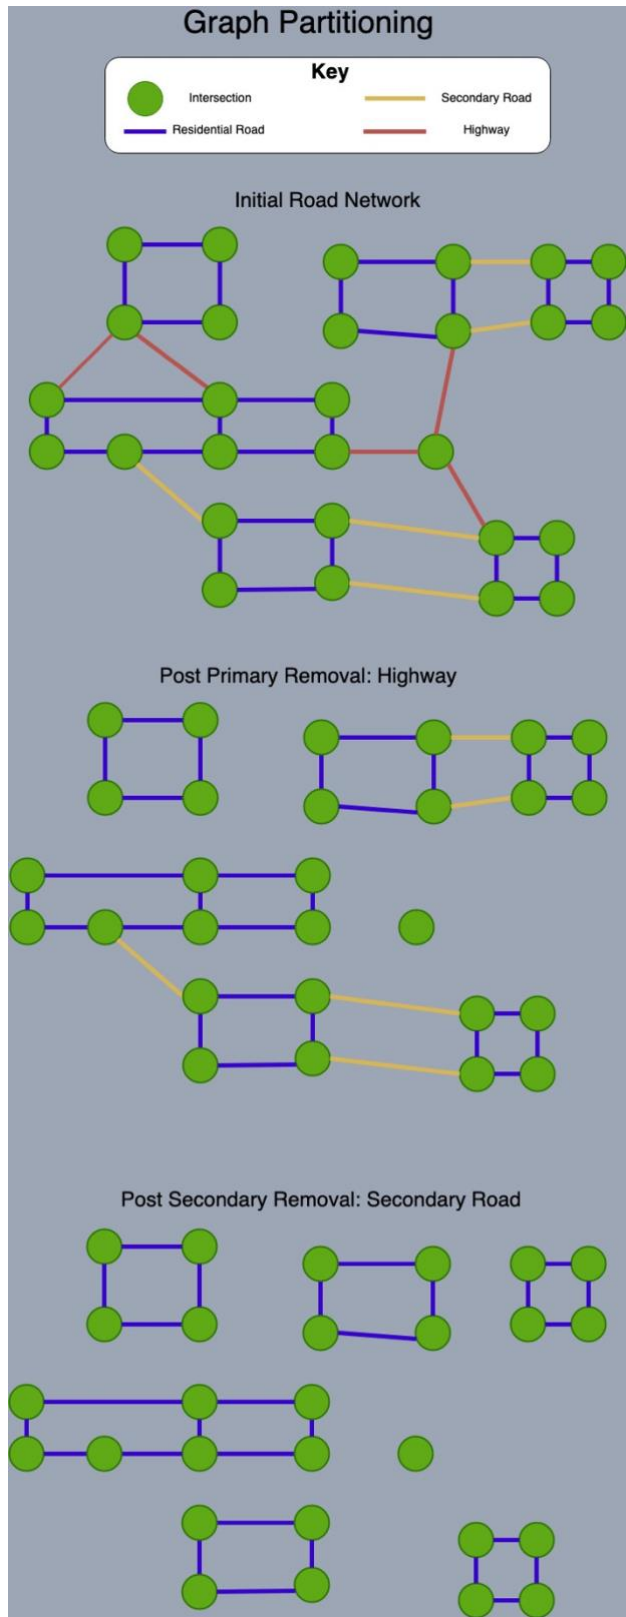 Graph Partitioning
Key
Intersection
Secondary Road
Residential Road
Highway
Initial Road Network
Post Primary Removal: Highway
Post Secondary Removal: Secondary Road